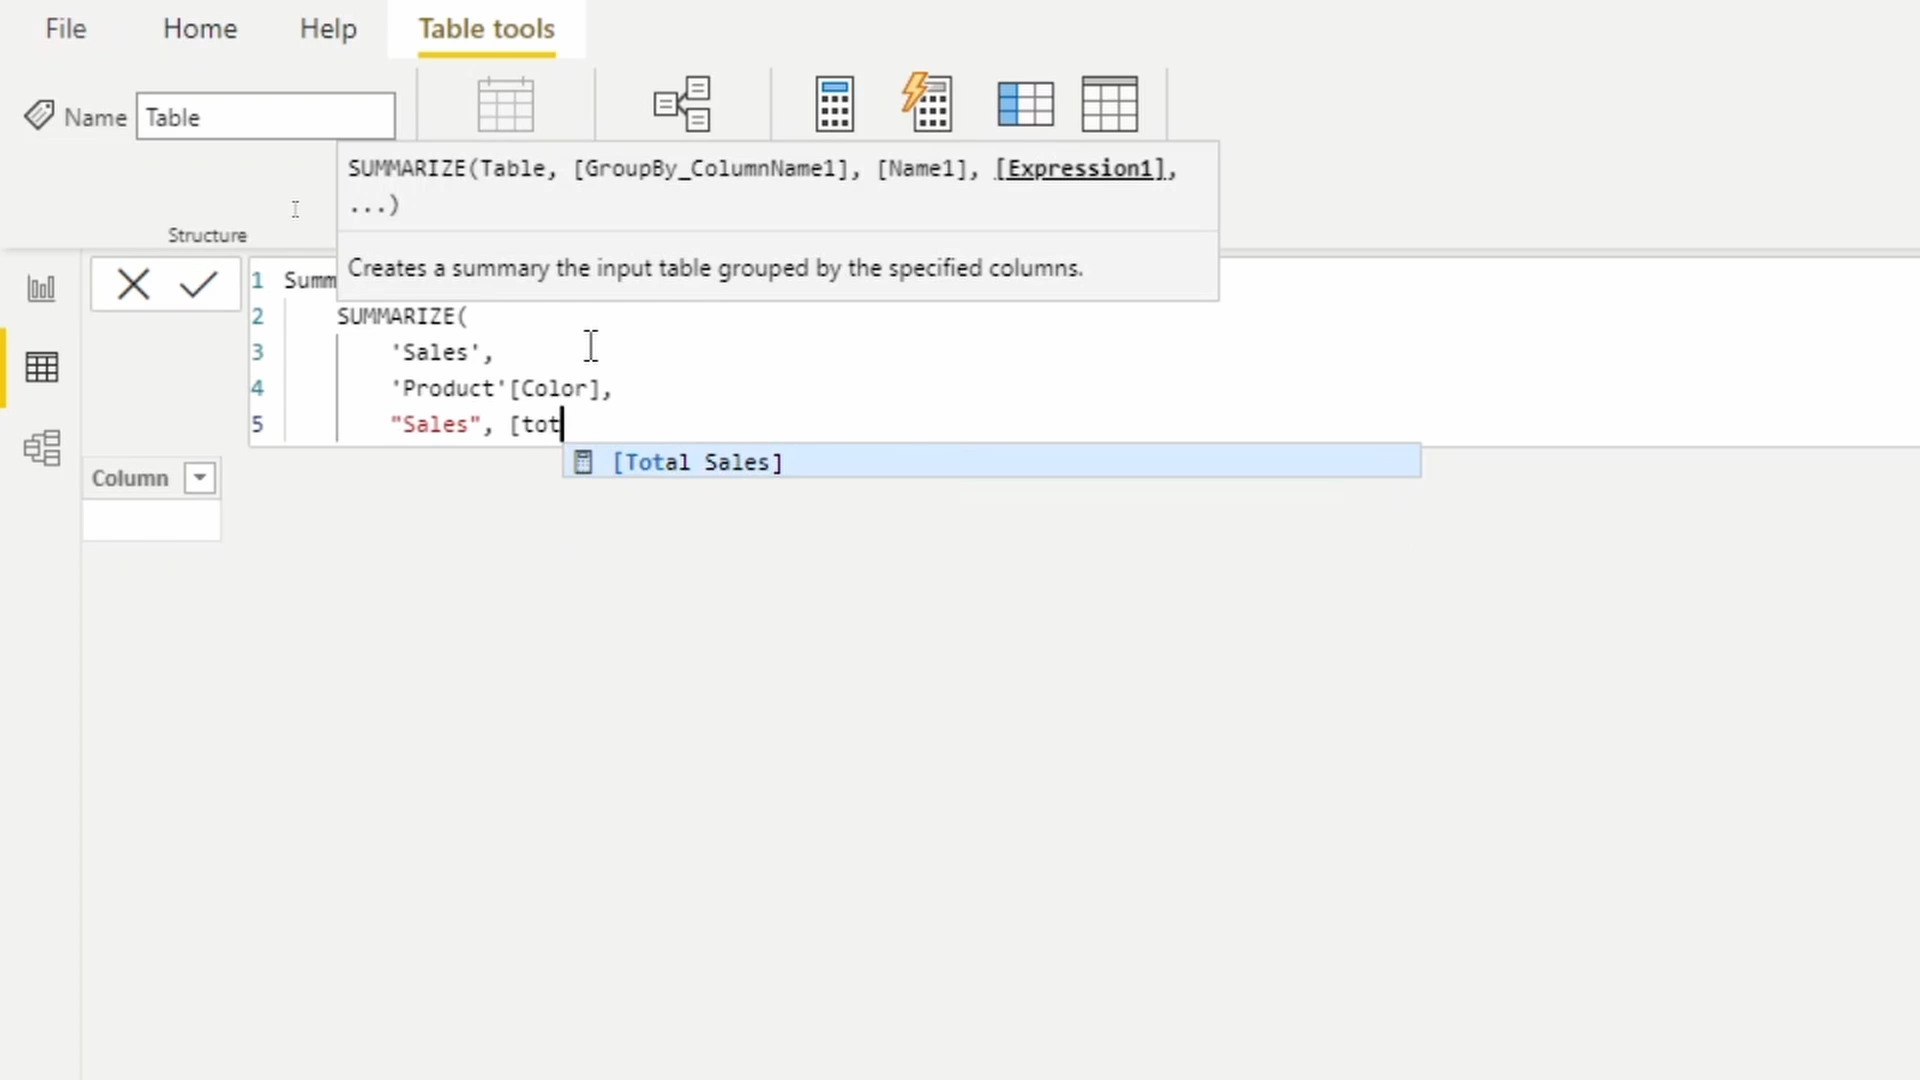 File Home Help Table tools
Name Table
SUMMARIZE(Table, [GroupBy_ColumnName1], [Name1], [Expression1],
...)
Structure
Creates a summary the input table grouped by the specified columns.
1 Summ
2 SUMMARIZE(
3 'Sales',
4 'Product'[Color],
5 "Sales", [tot
[Total Sales]
Column